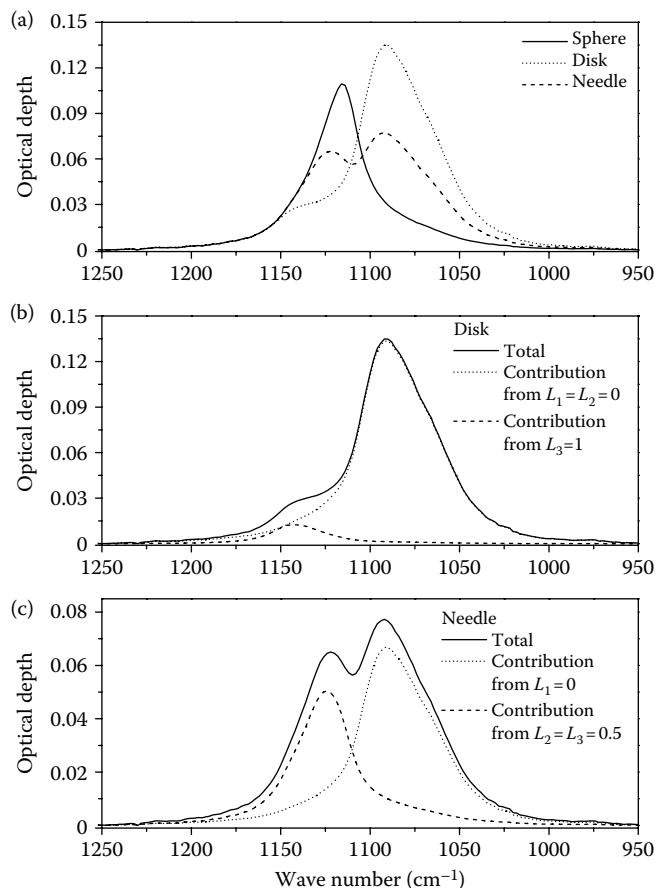 (a)
0.15
0.12
0.09
0.06
0.03
0
Optical depth
Sphere
Disk
Needle
1250 1200 1150 1100 1050 1000 950
(b)
0.15
0.12
0.09
0.06
0.03
0
Optical depth
Disk
Total
Contribution
from L₁=L₂=0
Contribution
from L₃=1
1250 1200 1150 1100 1050 1000 950
(c)
0.08
0.06
0.04
0.02
0
Optical depth
Needle
Total
Contribution
from L₁=0
Contribution
from L₂=L₃=0.5
1250 1200 1150 1100 1050 1000 950
Wave number (cm⁻¹)